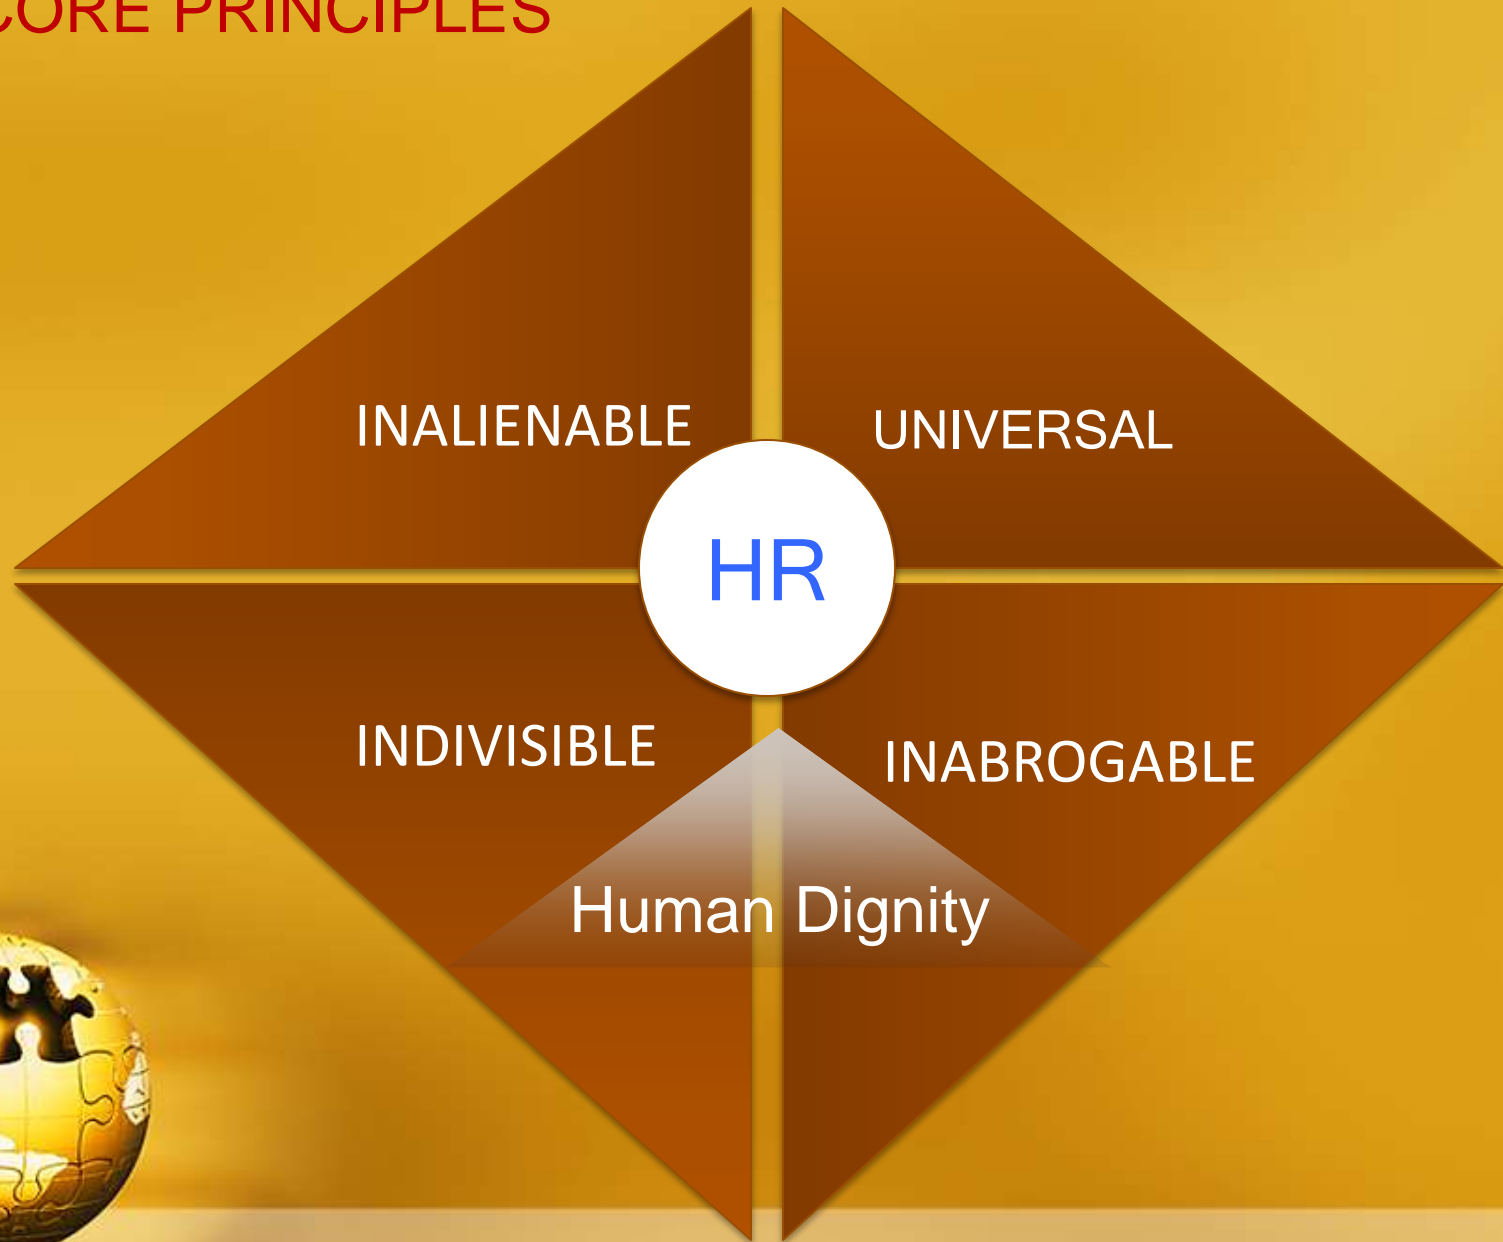 CORE PRINCIPLES
INALIENABLE
UNIVERSAL
HR
INDIVISIBLE
INABROGABLE
Human Dignity